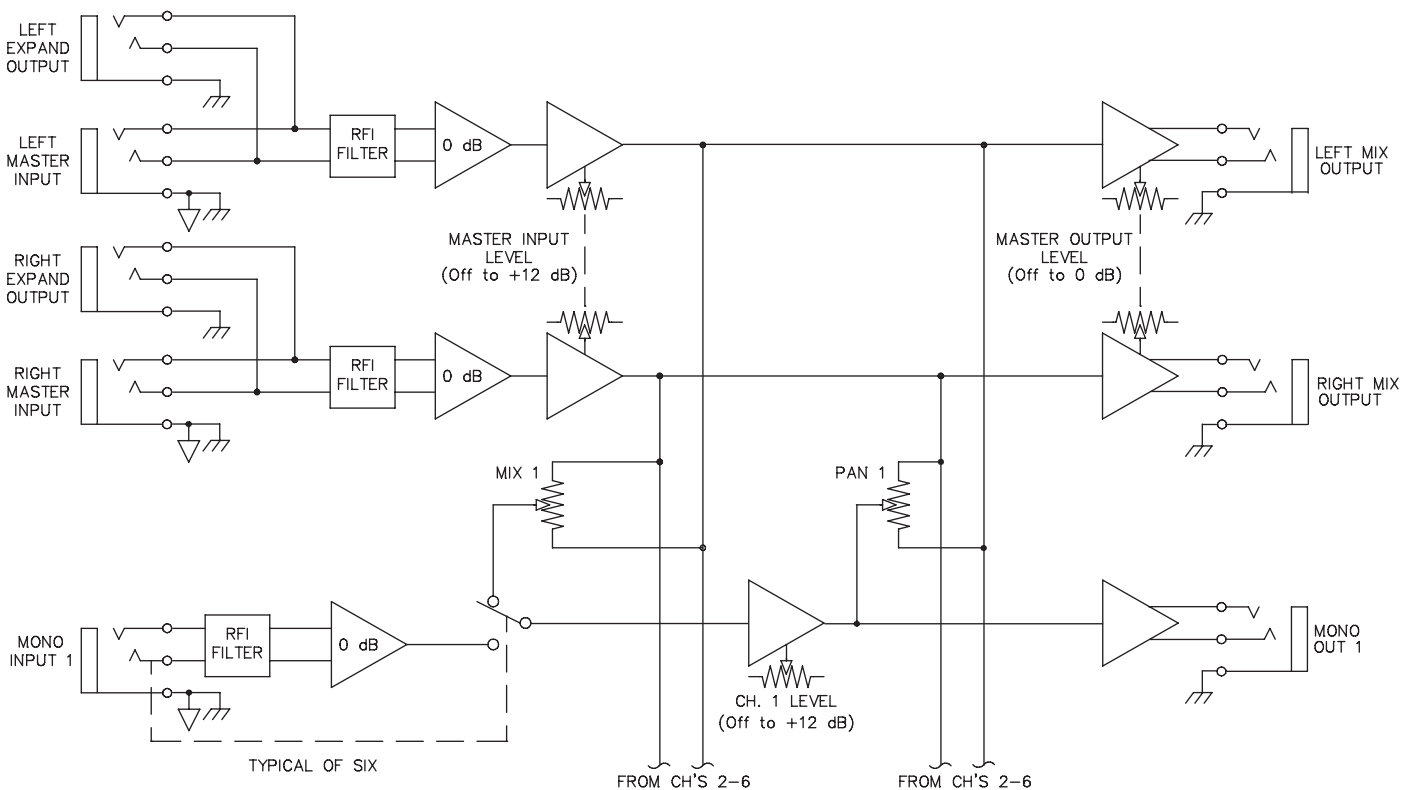 LEFT
EXPAND
OUTPUT
LEFT
MASTER
INPUT
RFI
FILTER
0 dB
LEFT MIX
OUTPUT
MASTER INPUT
LEVEL
(Off to +12 dB)
MASTER OUTPUT
LEVEL
(Off to 0 dB)
RIGHT
EXPAND
OUTPUT
RIGHT
MASTER
INPUT
RFI
FILTER
0 dB
RIGHT MIX
OUTPUT
MIX 1
PAN 1
MONO
INPUT 1
RFI
FILTER
0 dB
MONO
OUT 1
CH. 1 LEVEL
(Off to +12 dB)
TYPICAL OF SIX
FROM CH'S 2-6
FROM CH'S 2-6